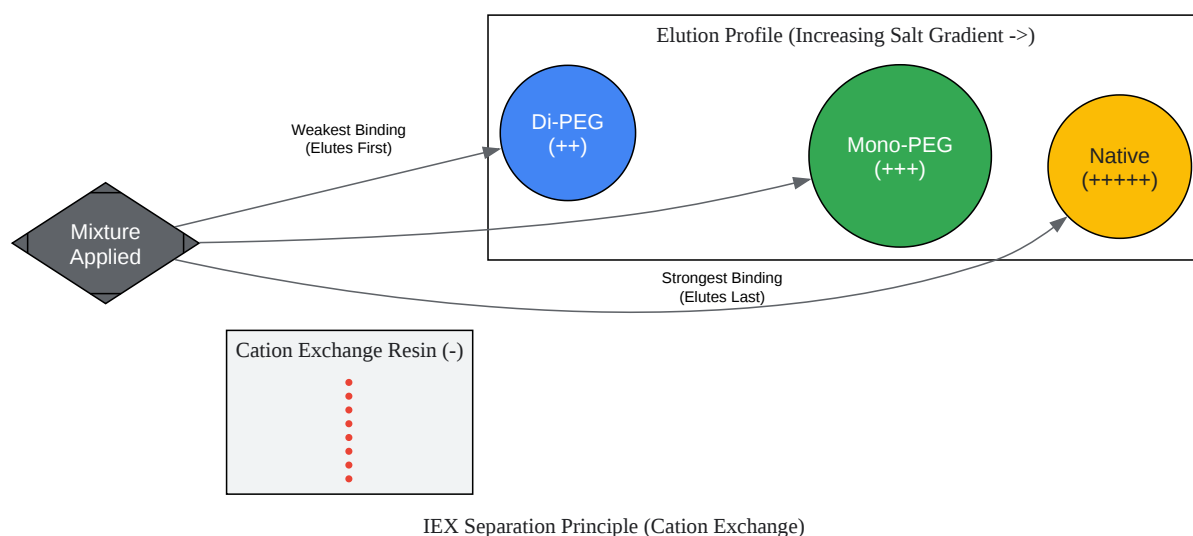 Elution Profile (Increasing Salt Gradient ->)
Di-PEG
(++)
Mono-PEG
(+++)
Native
(+++++)
Weakest Binding
(Elutes First)
Mixture
Applied
Strongest Binding
(Elutes Last)
Cation Exchange Resin (-)
IEX Separation Principle (Cation Exchange)